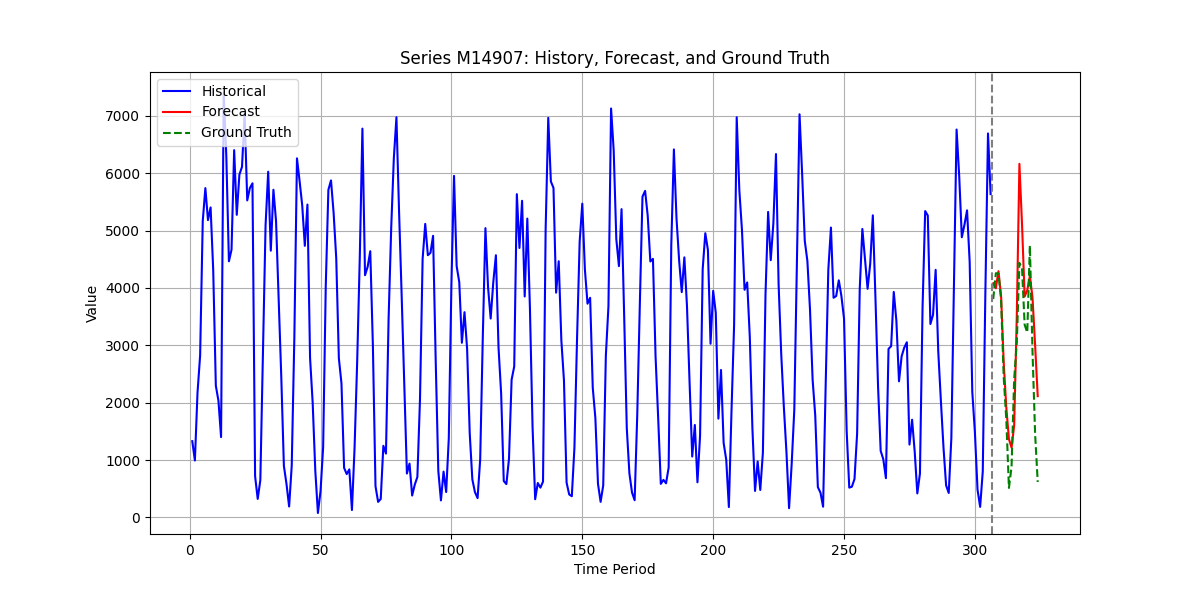 Series M14907: History, Forecast, and Ground Truth
Historical
Forecast
Ground Truth
7000
6000
5000
4000
3000
2000
1000
0
Value
0 50 100 150 200 250 300
Time Period